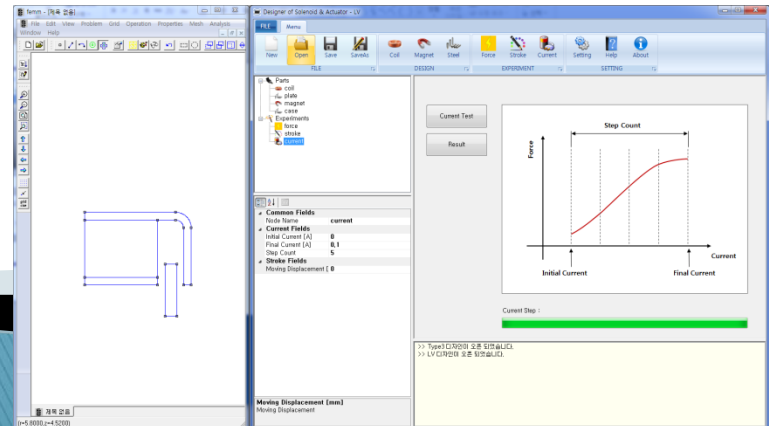 femm - [제목 없음]
File Edit View Problem Grid Operation Properties Mesh Analysis
Window Help
제목 없음
(r=5.8000,z=4.5200)
Designer of Solenoid & Actuator - LV
FILE Menu
New Open Save SaveAs Coil Magnet Steel Force Stroke Current Setting Help About
FILE DESIGN EXPERIMENT SETTING
Parts
coil
plate
magnet
case
Experiments
force
stroke
current
Common Fields
Node Name current
Current Fields
Initial Current [A] 0
Final Current [A] 0.1
Step Count 5
Stroke Fields
Moving Displacement [ 0
Moving Displacement [mm]
Moving Displacement
Current Test
Result
Step Count
Force
Current
Initial Current Final Current
Current Step :
>> Type3 디자인이 오픈 되었습니다.
>> LV 디자인이 오픈 되었습니다.